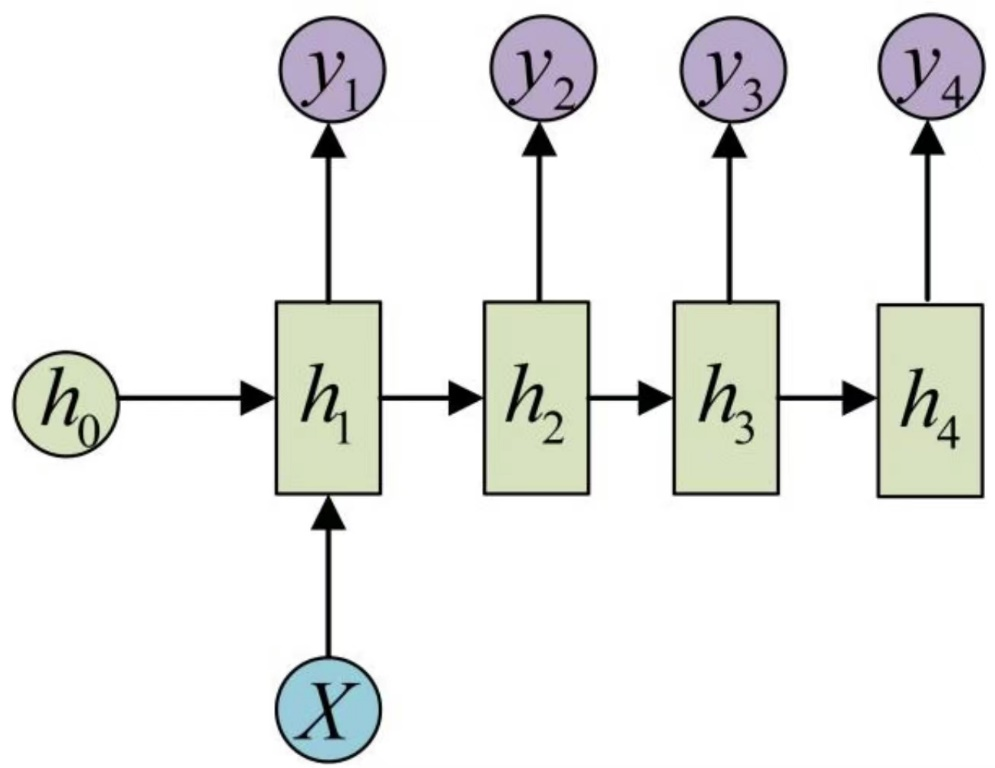 y₁ y₂ y₃ y₄
h₀ h₁ h₂ h₃ h₄
X